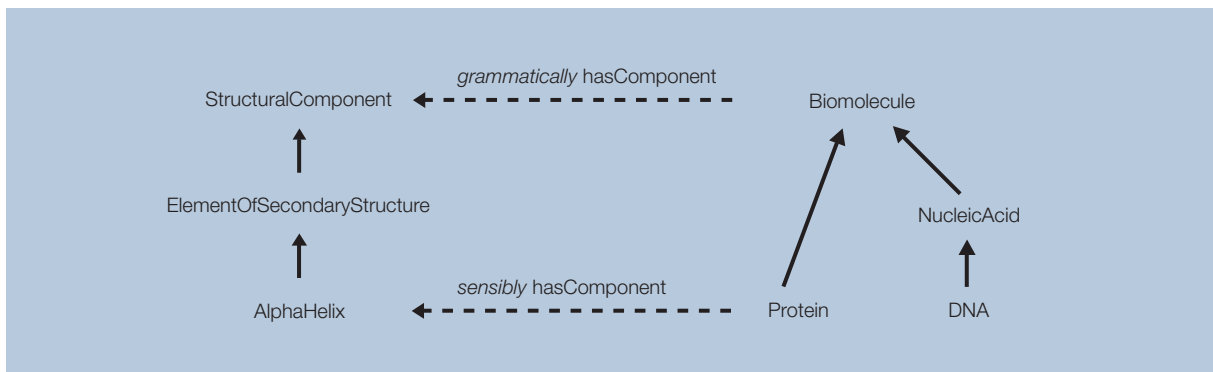 grammatically hasComponent
StructuralComponent
Biomolecule
ElementOfSecondaryStructure
NucleicAcid
sensibly hasComponent
AlphaHelix
Protein
DNA